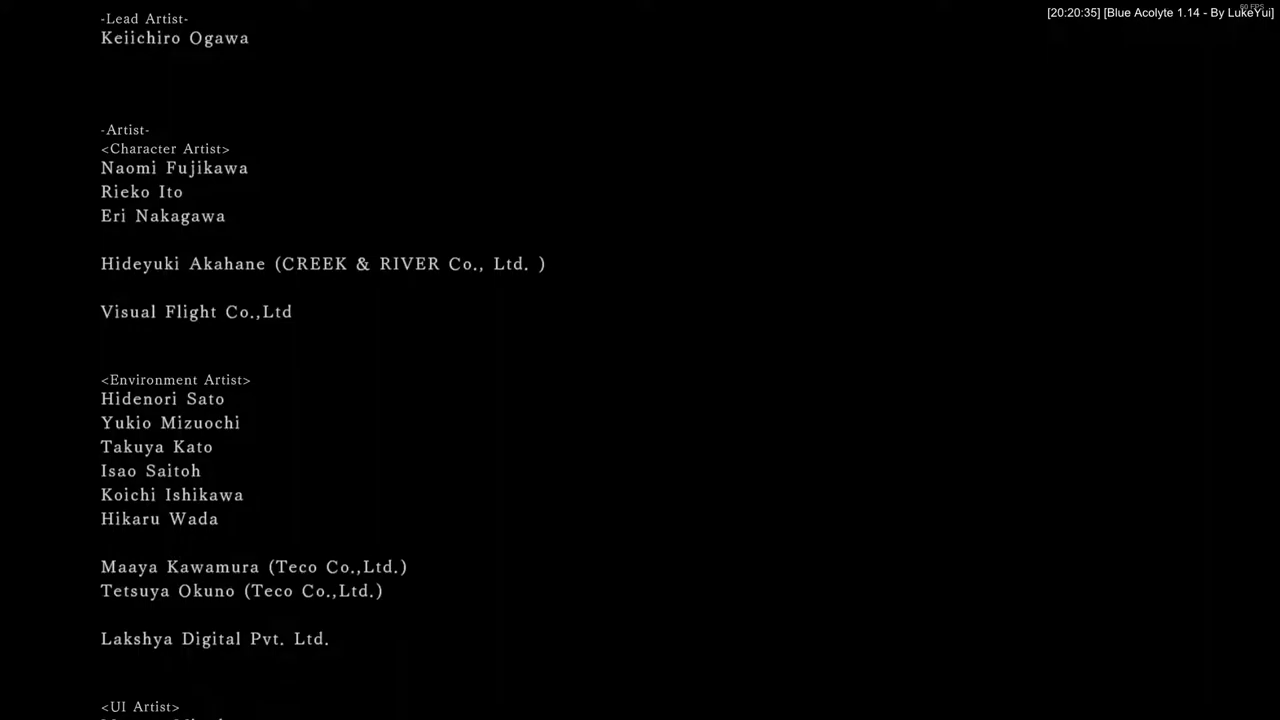 -Lead Artist-
Keiichiro Ogawa
60 FPS
[20:20:35] [Blue Acolyte 1.14 - By LukeYui]
-Artist-
<Character Artist>
Naomi Fujikawa
Rieko Ito
Eri Nakagawa
Hideyuki Akahane (CREEK & RIVER Co., Ltd. )
Visual Flight Co.,Ltd
<Environment Artist>
Hidenori Sato
Yukio Mizuochi
Takuya Kato
Isao Saitoh
Koichi Ishikawa
Hikaru Wada
Maaya Kawamura (Teco Co.,Ltd.)
Tetsuya Okuno (Teco Co.,Ltd.)
Lakshya Digital Pvt. Ltd.
<UI Artist>